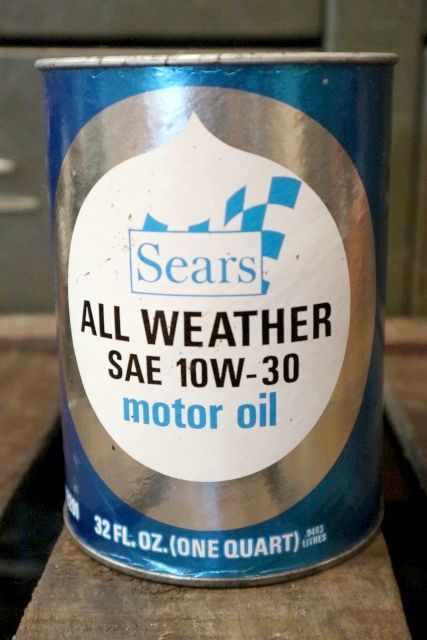 Sears
ALL WEATHER
SAE 10W-30
motor oil
32 FL. OZ. (ONE QUART)
LITRES